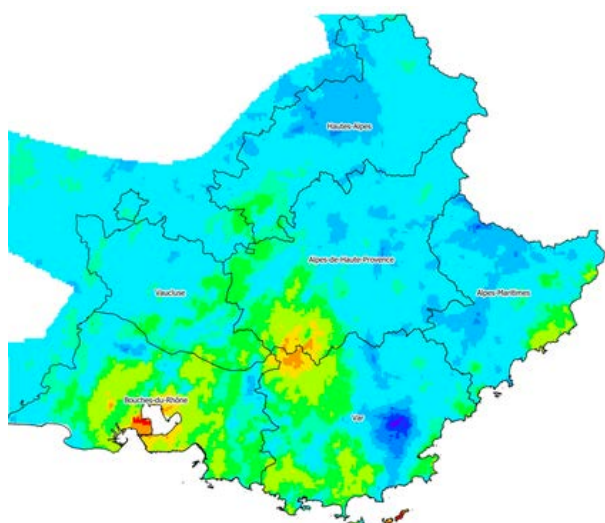 Hautes-Alpes
Alpes-de-Haute-Provence
Vaucluse
Alpes-Maritimes
Bouches-du-Rhône
Var